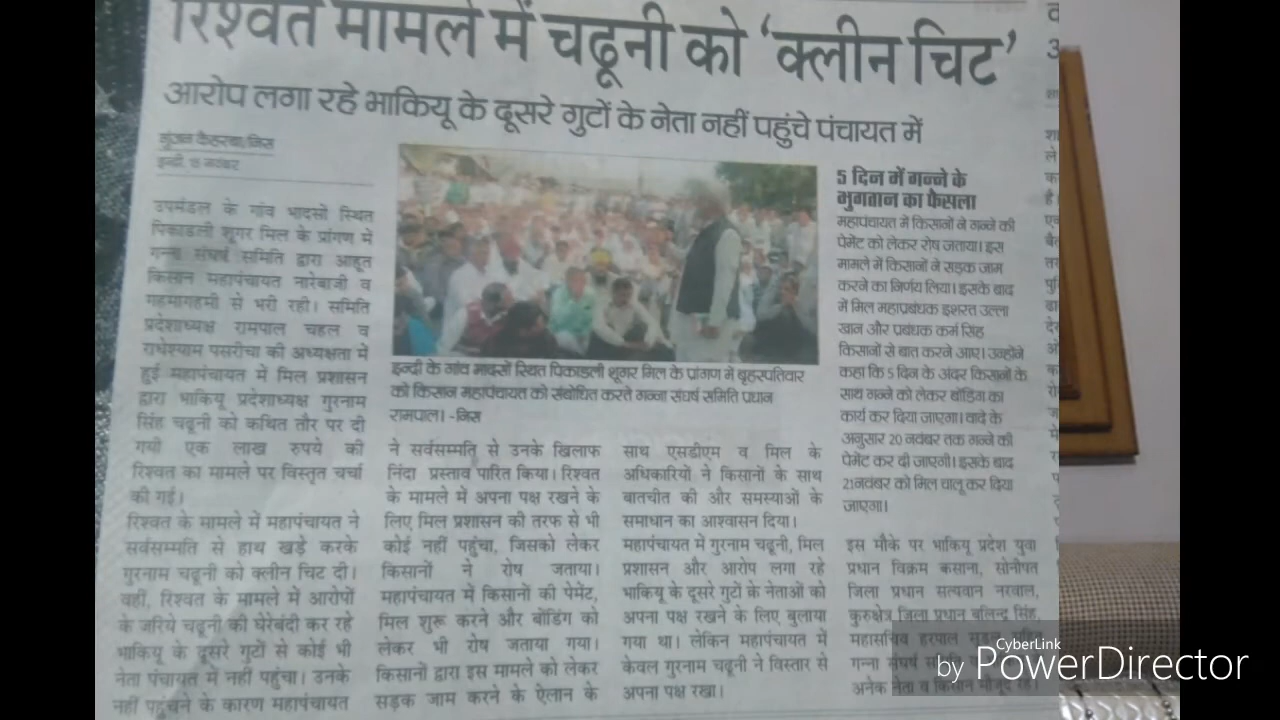 रिश्वत मामले में चढूनी को ‘क्लीन चिट’
आरोप लगा रहे भाकियू के दूसरे गुटों के नेता नहीं पहुंचे पंचायत में
गुंजन कैहरबा/निस
इन्द्री, नवंबर
उपमंडल के गांव भादसों स्थित
पिकाडली शूगर मिल के प्रांगण में
गन्ना संघर्ष समिति द्वारा आहूत
किसान महापंचायत नारेबाजी व
गहमागहमी से भरी रही। समिति
प्रदेशाध्यक्ष रामपाल चहल व
राधेश्याम पसरीचा की अध्यक्षता में
हुई महापंचायत में मिल प्रशासन
द्वारा भाकियू प्रदेशाध्यक्ष गुरनाम
सिंह चढूनी को कथित तौर पर दी
गयी एक लाख रुपये की
रिश्वत का मामले पर विस्तृत चर्चा
की गई।
रिश्वत के मामले में महापंचायत ने
सर्वसम्मति से हाथ खड़े करके
गुरनाम चढूनी को क्लीन चिट दी।
वहीं, रिश्वत के मामले में आरोपों
के जरिये चढूनी की घेरेबंदी कर रहे
भाकियू के दूसरे गुटों से कोई भी
नेता पंचायत में नहीं पहुंचा। उनके
नहीं पहुंचने के कारण महापंचायत
इन्द्री के गांव भादसों स्थित पिकाडली शूगर मिल के प्रांगण में बृहस्पतिवार
को किसान महापंचायत को संबोधित करते गन्ना संघर्ष समिति प्रधान
रामपाल। -निस
ने सर्वसम्मति से उनके खिलाफ
निंदा प्रस्ताव पारित किया। रिश्वत
के मामले में अपना पक्ष रखने के
लिए मिल प्रशासन की तरफ से भी
कोई नहीं पहुंचा, जिसको लेकर
किसानों ने रोष जताया।
महापंचायत में किसानों की पेमेंट,
मिल शुरू करने और बोंडिंग को
लेकर भी रोष जताया गया।
किसानों द्वारा इस मामले को लेकर
सड़क जाम करने के ऐलान के
साथ एसडीएम व मिल के
अधिकारियों ने किसानों के साथ
बातचीत की और समस्याओं के
समाधान का आश्वासन दिया।
महापंचायत में गुरनाम चढूनी, मिल
प्रशासन और आरोप लगा रहे
भाकियू के दूसरे गुटों के नेताओं को
अपना पक्ष रखने के लिए बुलाया
गया था। लेकिन महापंचायत में
केवल गुरनाम चढूनी ने विस्तार से
अपना पक्ष रखा।
5 दिन में गन्ने के
भुगतान का फैसला
महापंचायत में किसानों ने गन्ने की
पेमेंट को लेकर रोष जताया। इस
मामले में किसानों ने सड़क जाम
करने का निर्णय लिया। इसके बाद
में मिल महाप्रबंधक इशरत उल्ला
खान और प्रबंधक कर्म सिंह
किसानों से बात करने आए। उन्होंने
कहा कि 5 दिन के अंदर किसानों के
साथ गन्ने को लेकर बोंडिंग का
कार्य कर दिया जाएगा। वादे के
अनुसार 20 नवंबर तक गन्ने की
पेमेंट कर दी जाएगी। इसके बाद
21नवंबर को मिल चालू कर दिया
जाएगा।
इस मौके पर भाकियू प्रदेश युवा
प्रधान विक्रम कसाना, सोनीपत
जिला प्रधान सत्यवान नरवाल,
कुरुक्षेत्र जिला प्रधान बलिन्द्र सिंह,
महासचिव हरपाल
गन्ना संघर्ष
अनेक नेता व किसान मौजूद रहे।
CyberLink
by PowerDirector